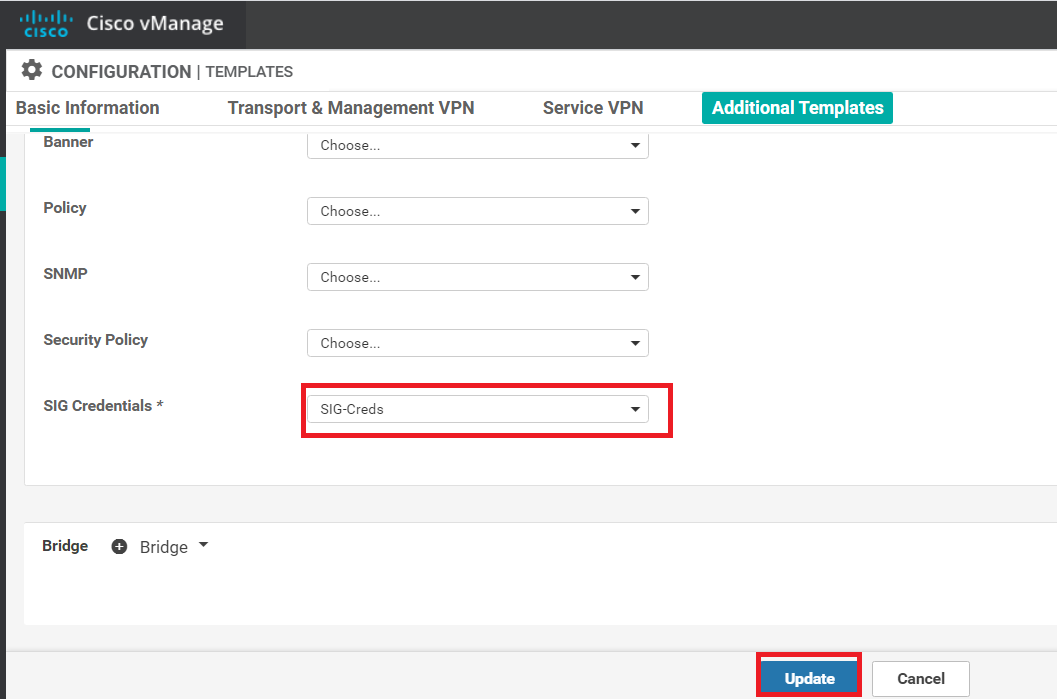 CISCO Cisco vManage
CONFIGURATION | TEMPLATES
Basic Information Transport & Management VPN Service VPN Additional Templates
Banner Choose...
Policy Choose...
SNMP Choose...
Security Policy Choose...
SIG Credentials * SIG-Creds
Bridge Bridge
Update Cancel